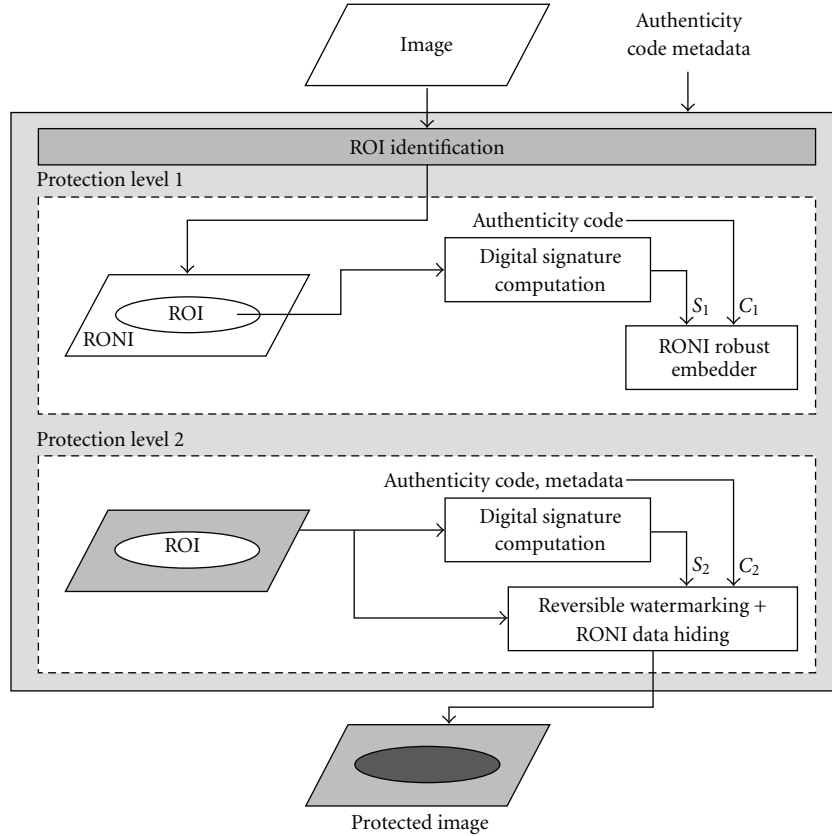 Image
Authenticity
code metadata
ROI identification
Protection level 1
Authenticity code
Digital signature
computation
ROI
RONI
S1
C1
RONI robust
embedder
Protection level 2
Authenticity code, metadata
Digital signature
computation
ROI
S2
C2
Reversible watermarking +
RONI data hiding
Protected image